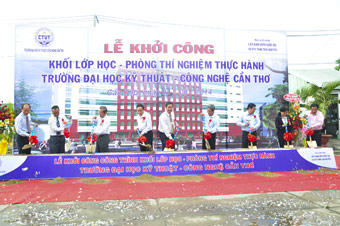 CTUT
LỄ KHỞI CÔNG
KHỐI LỚP HỌC - PHÒNG THÍ NGHIỆM THỰC HÀNH
TRƯỜNG ĐẠI HỌC KỸ THUẬT - CÔNG NGHỆ CẦN THƠ
LỄ KHỞI CÔNG CÔNG TRÌNH KHỐI LỚP HỌC - PHÒNG THÍ NGHIỆM THỰC HÀNH
TRƯỜNG ĐẠI HỌC KỸ THUẬT - CÔNG NGHỆ CẦN THƠ